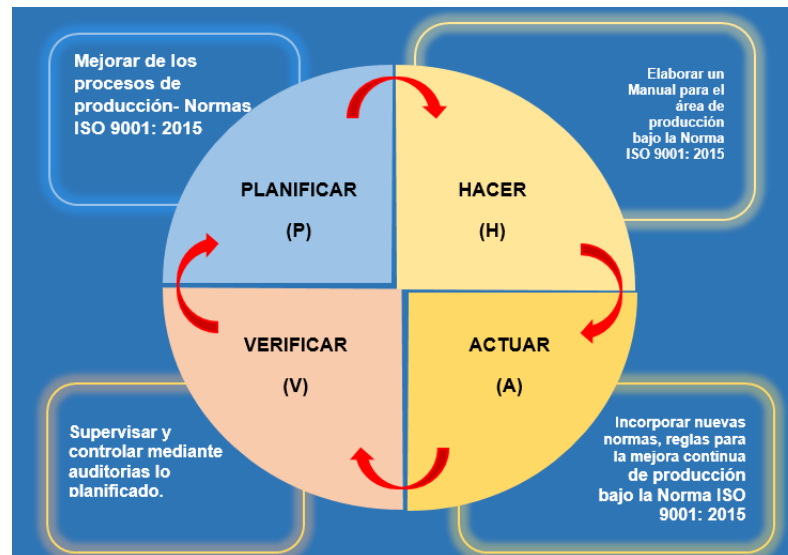 Mejorar de los
procesos de
producción- Normas
ISO 9001: 2015
Elaborar un
Manual para el
área de
producción
bajo la Norma
ISO 9001: 2015
PLANIFICAR
(P)
HACER
(H)
VERIFICAR
(V)
ACTUAR
(A)
Supervisar y
controlar mediante
auditorias lo
planificado.
Incorporar nuevas
normas, reglas para
la mejora continua
de producción
bajo la Norma ISO
9001: 2015